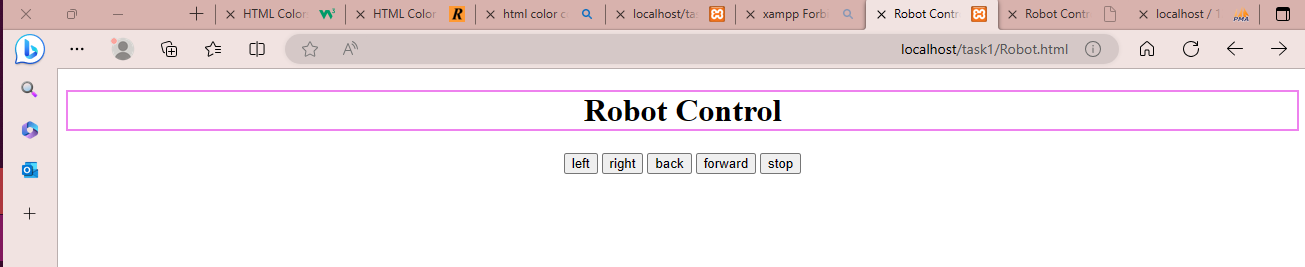 HTML Color
HTML Color
html color c
localhost/ta
xampp Forb
Robot Contr
Robot Contr
localhost / 1
PMA
localhost/task1/Robot.html
Robot Control
left right back forward stop